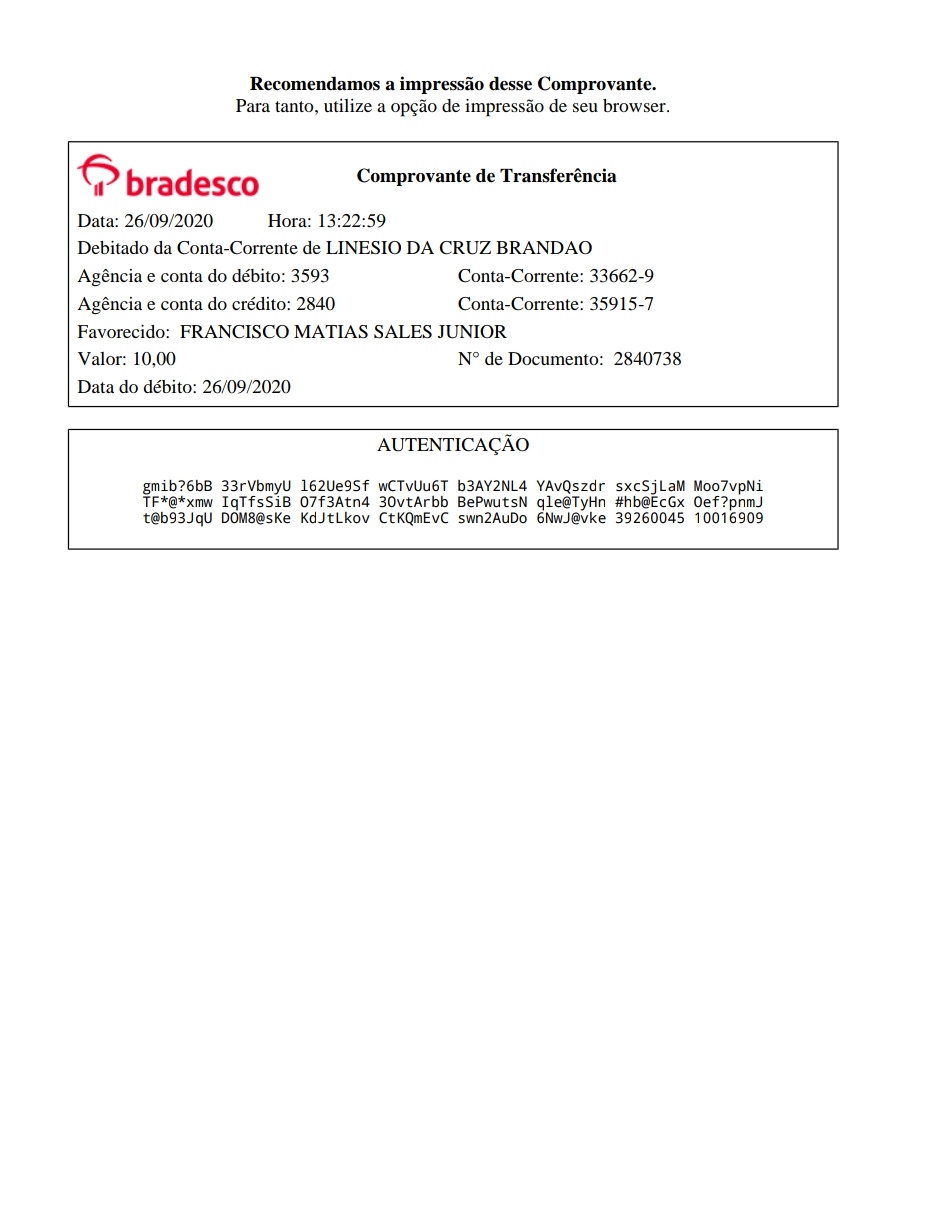 Recomendamos a impressão desse Comprovante.
Para tanto, utilize a opção de impressão de seu browser.
bradesco Comprovante de Transferência
Data: 26/09/2020 Hora: 13:22:59
Debitado da Conta-Corrente de LINESIO DA CRUZ BRANDAO
Agência e conta do débito: 3593 Conta-Corrente: 33662-9
Agência e conta do crédito: 2840 Conta-Corrente: 35915-7
Favorecido: FRANCISCO MATIAS SALES JUNIOR
Valor: 10,00 N° de Documento: 2840738
Data do débito: 26/09/2020
AUTENTICAÇÃO
gmib?6bB 33rVbmyU l62Ue9Sf wCTvUu6T b3AY2NL4 YAvQszdr sxcSjLaM Moo7vpNi
TF*@*xmw IqTfsSiB O7f3Atn4 3OvtArbb BePwutsN qle@TyHn #hb@EcGx Oef?pnmJ
t@b93JqU DOM8@sKe KdJtLkov CtKQmEvC swn2AuDo 6NwJ@vke 39260045 10016909